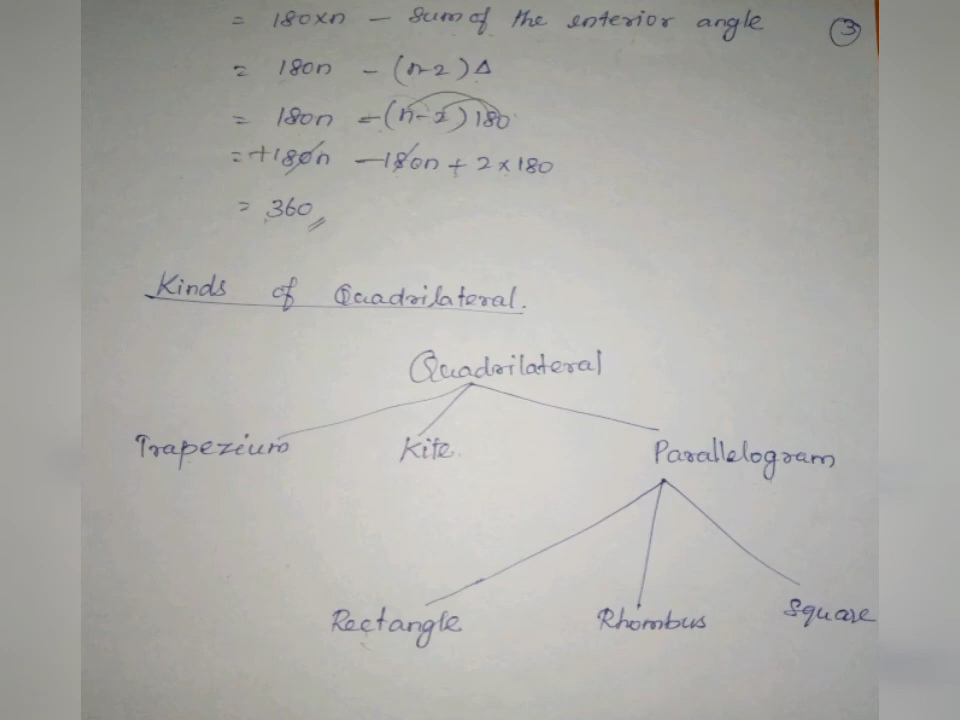 = 180xn - sum of the enterior angle ③
= 180n - (n-2)Δ
= 180n -(n-2)180
= +180n -180n + 2 x 180
= 360
Kinds of Quadrilateral.
Quadrilateral
Trapezium Kite. Parallelogram
Rectangle Rhombus Square